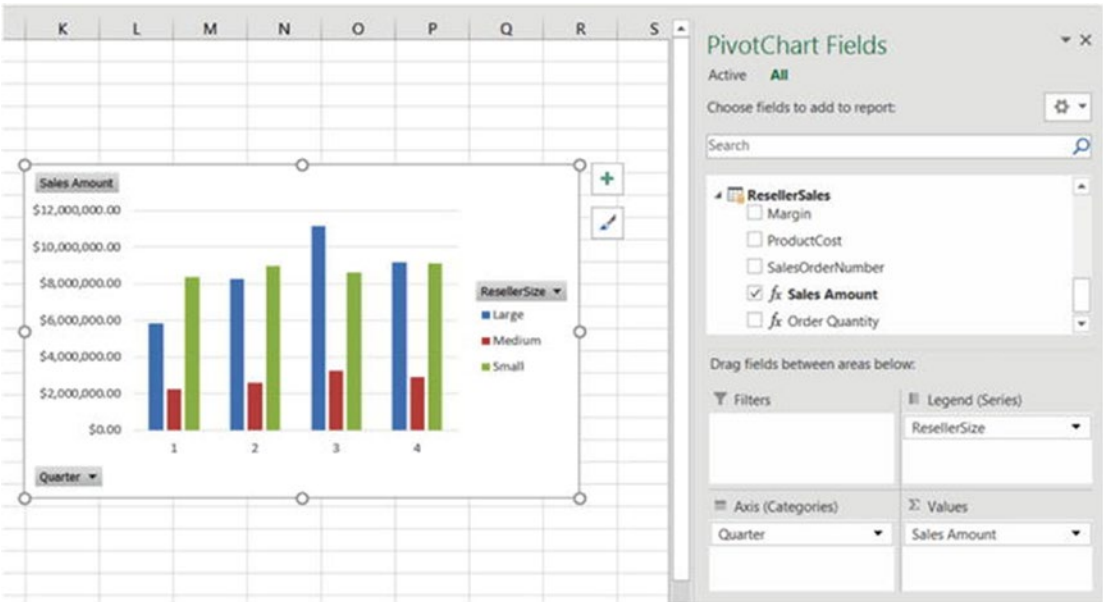 K L M N O P Q R S
PivotChart Fields
Active All
Choose fields to add to report:
Search
ResellerSales
Margin
ProductCost
SalesOrderNumber
fx Sales Amount
fx Order Quantity
Drag fields between areas below:
Filters
Legend (Series)
ResellerSize
Axis (Categories)
Σ Values
Quarter
Sales Amount
Sales Amount
$12,000,000.00
$10,000,000.00
$8,000,000.00
$6,000,000.00
$4,000,000.00
$2,000,000.00
$0.00
1 2 3 4
Quarter
ResellerSize
Large
Medium
Small